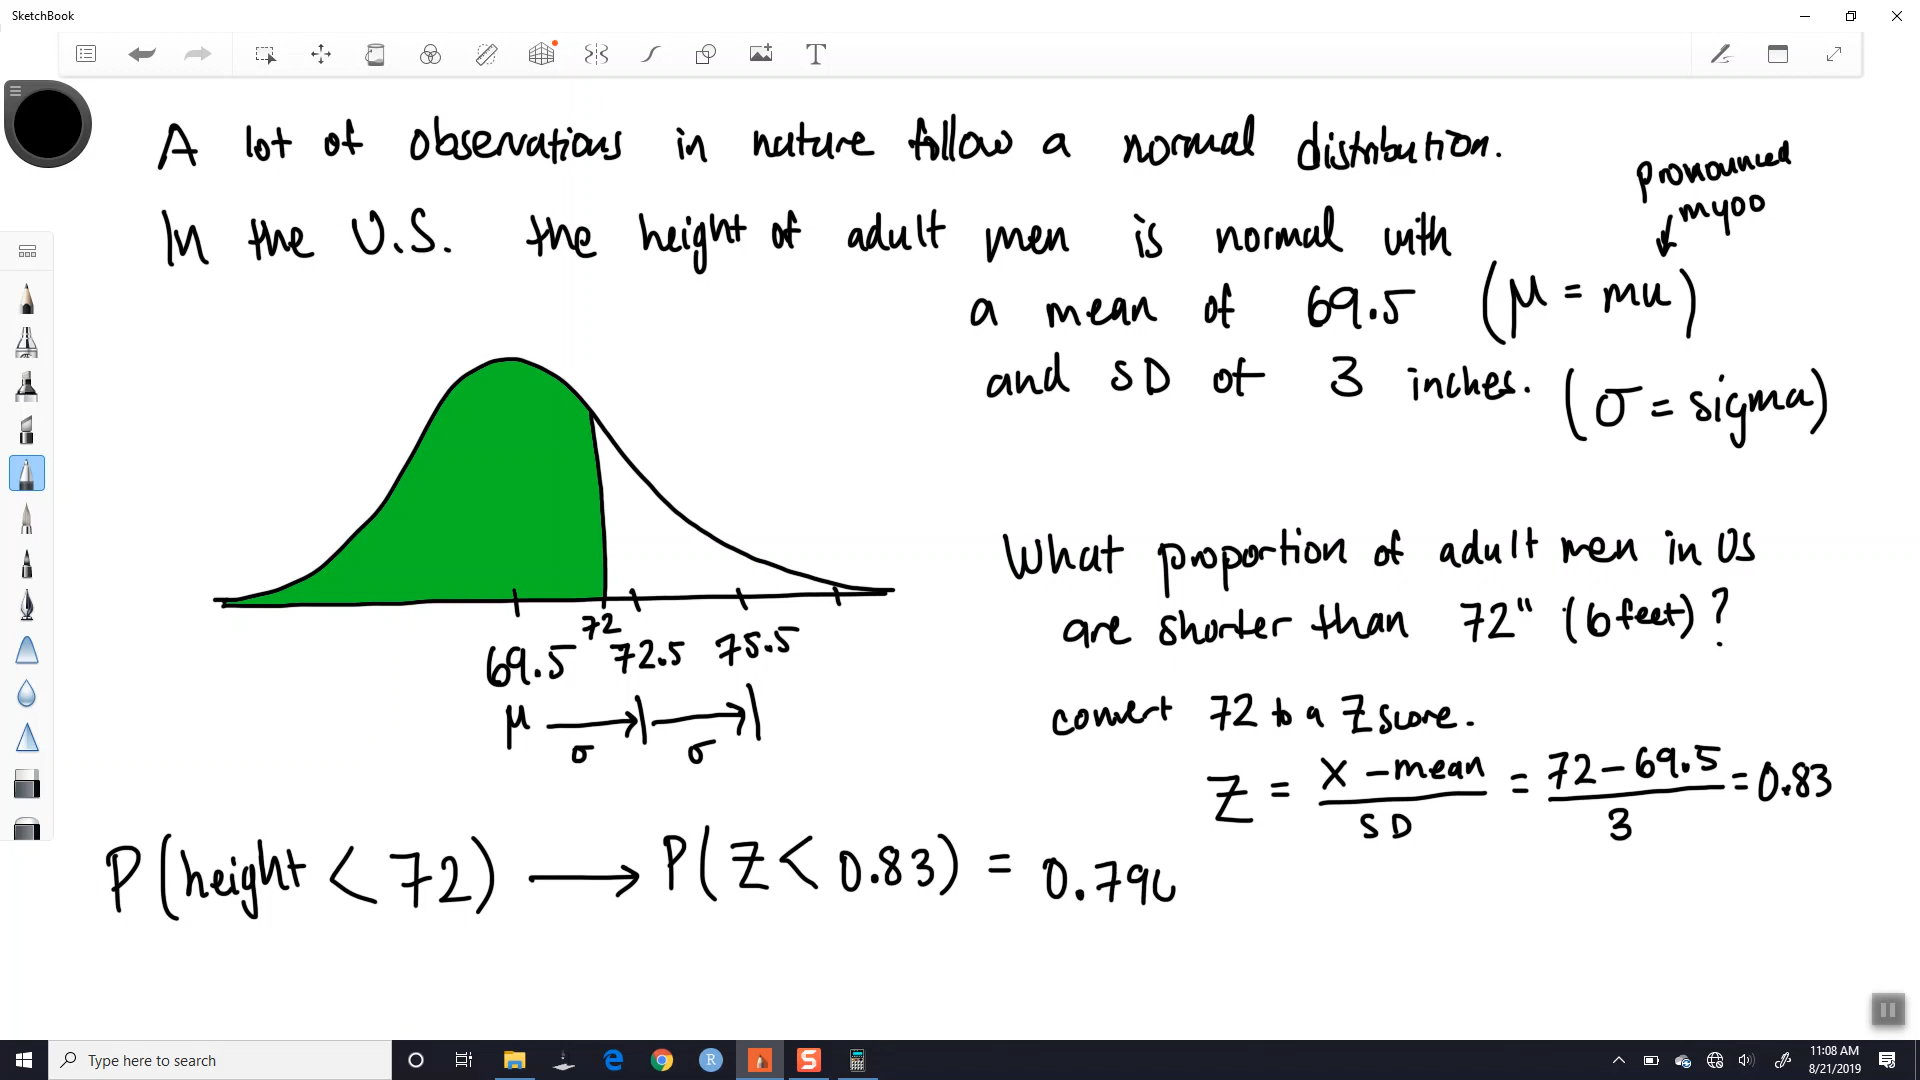 SketchBook
A lot of observations in nature follow a normal distribution.
pronounced
myoo
In the U.S. the height of adult men is normal with
a mean of 69.5 (μ = mu)
and SD of 3 inches. (σ = sigma)
What proportion of adult men in US
are shorter than 72" (6 feet)?
72
69.5 72.5 75.5
μ σ σ
convert 72 to a Z score.
Z = X - mean / SD = 72 - 69.5 / 3 = 0.83
P(height < 72) → P(Z < 0.83) = 0.79
Type here to search
11:08 AM
8/21/2019